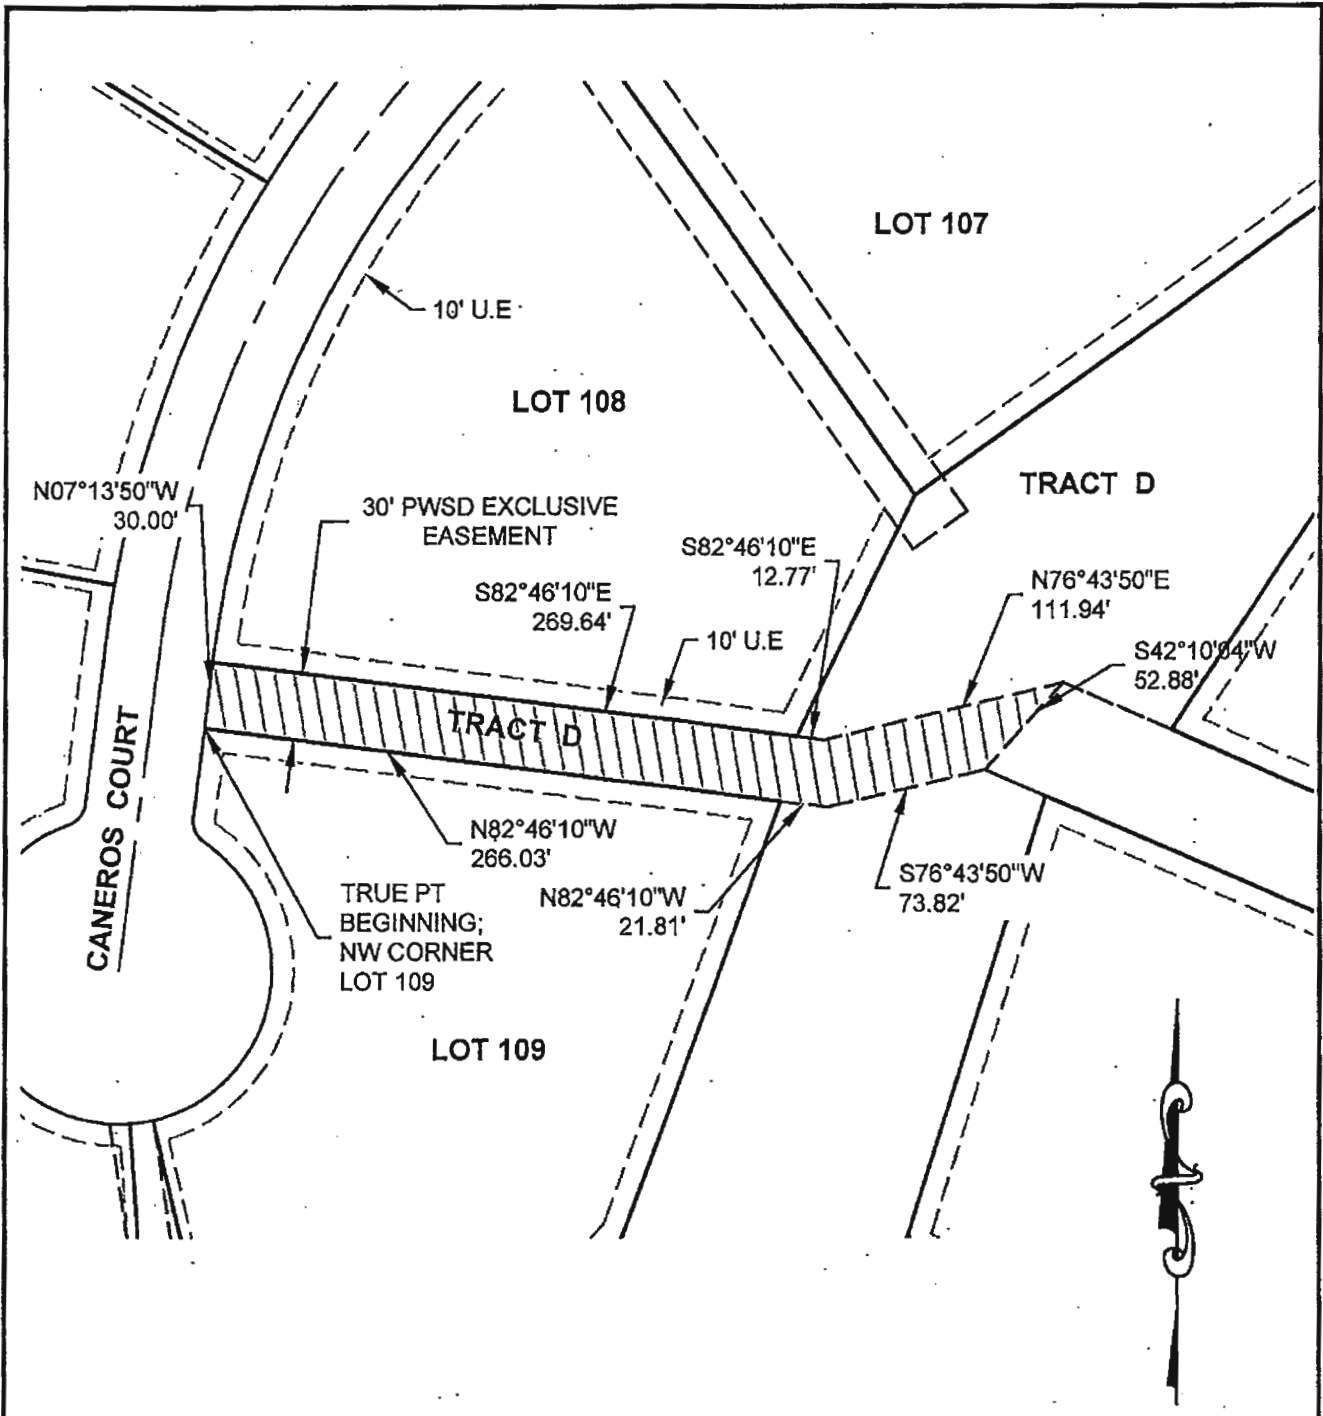 LOT 107
10' U.E
LOT 108
TRACT D
N07°13'50"W
30.00'
30' PWSD EXCLUSIVE
EASEMENT
S82°46'10"E
12.77'
N76°43'50"E
111.94'
S82°46'10"E
269.64'
10' U.E
S42°10'04"W
52.88'
TRACT D
CANEROS COURT
N82°46'10"W
266.03'
TRUE PT
BEGINNING;
NW CORNER
LOT 109
N82°46'10"W
21.81'
S76°43'50"W
73.82'
LOT 109